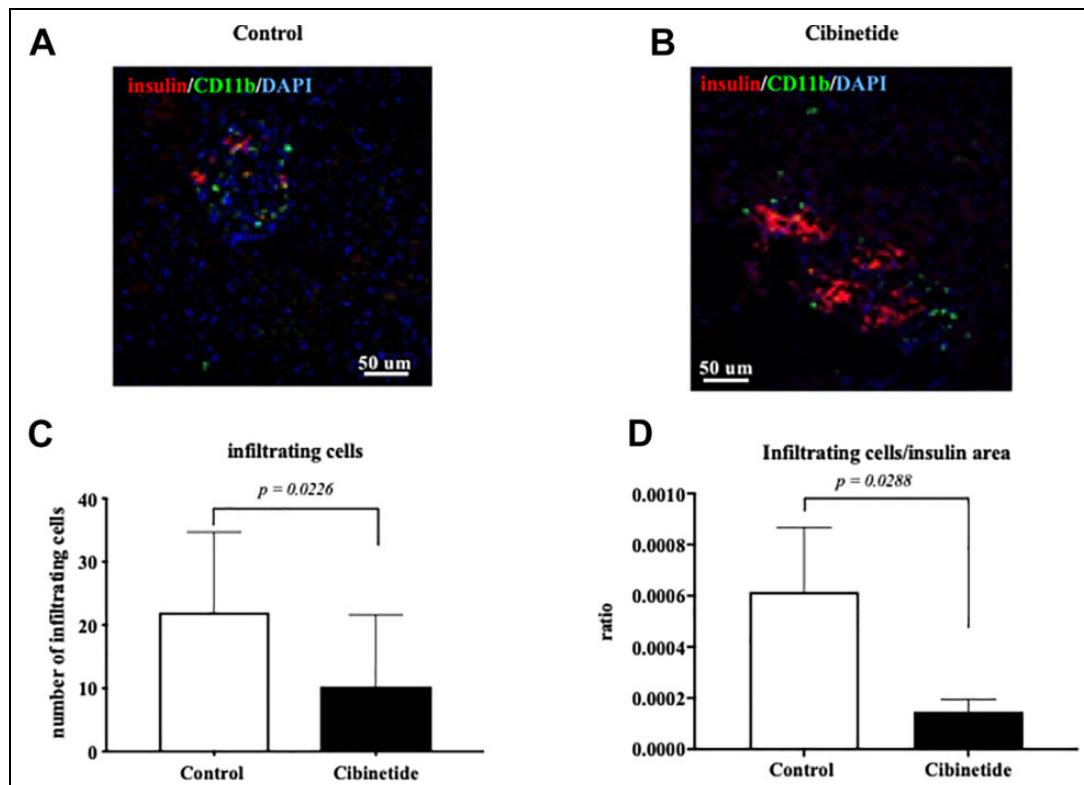 A
Control
insulin/CD11b/DAPI
50 um
B
Cibinetide
insulin/CD11b/DAPI
50 um
C
infiltrating cells
p = 0.0226
number of infiltrating cells
40
30
20
10
0
Control
Cibinetide
D
Infiltrating cells/insulin area
p = 0.0288
ratio
0.0010
0.0008
0.0006
0.0004
0.0002
0.0000
Control
Cibinetide